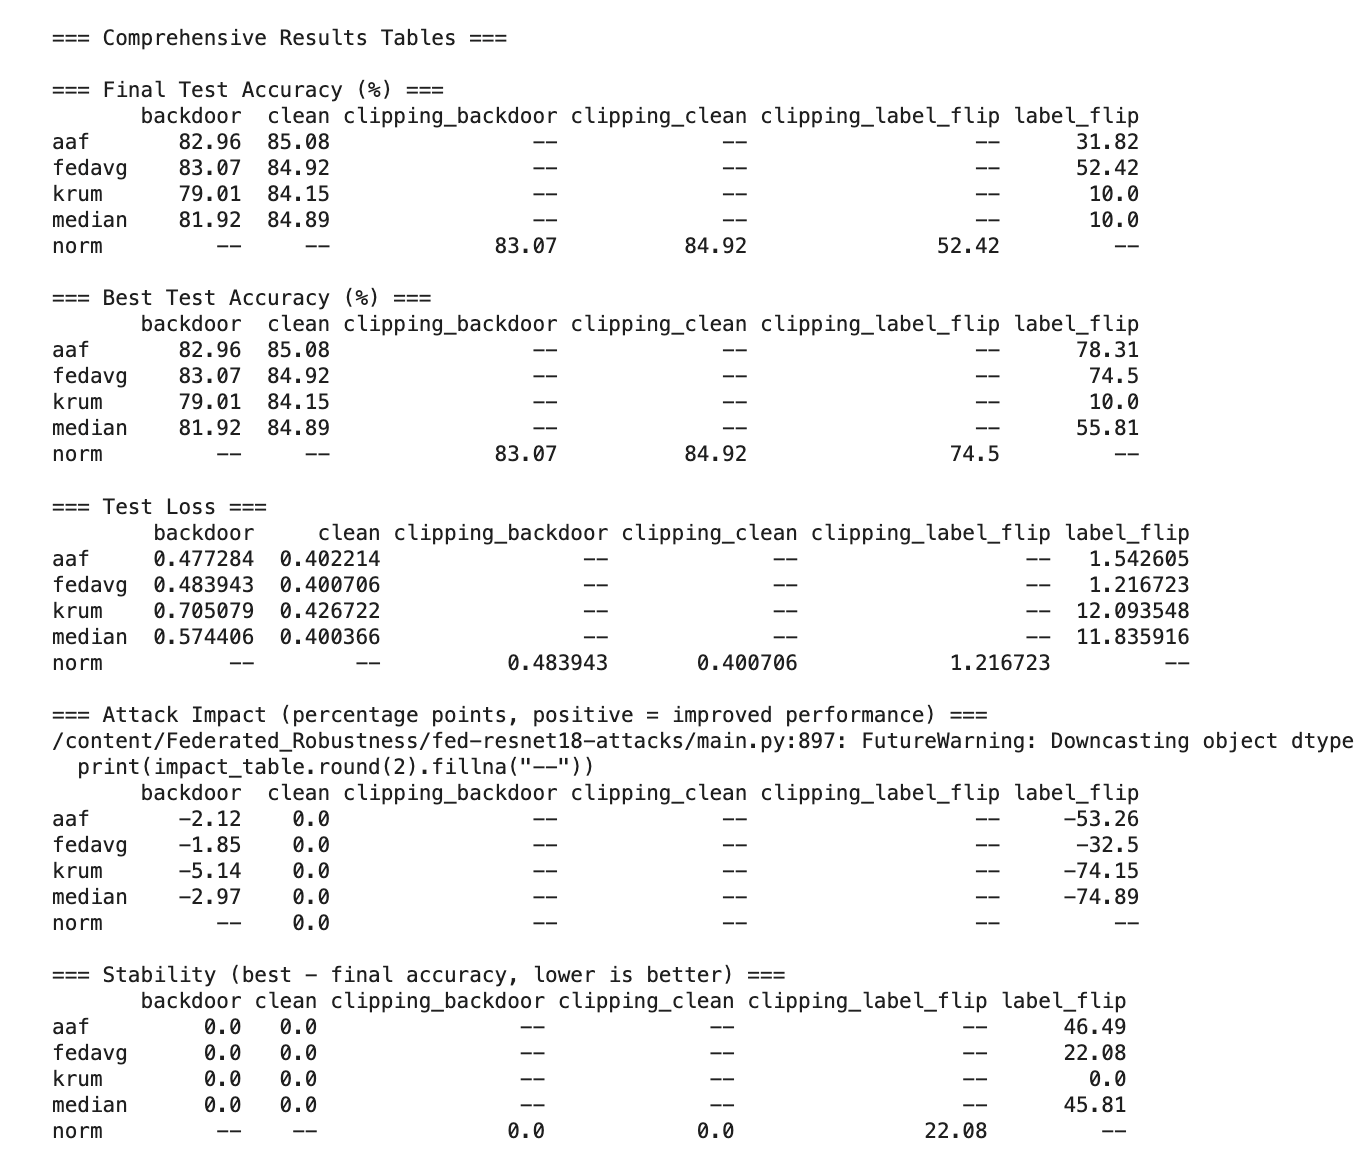 === Comprehensive Results Tables ===
=== Final Test Accuracy (%) ===
backdoor clean clipping_backdoor clipping_clean clipping_label_flip label_flip
aaf 82.96 85.08 -- -- -- 31.82
fedavg 83.07 84.92 -- -- -- 52.42
krum 79.01 84.15 -- -- -- 10.0
median 81.92 84.89 -- -- -- 10.0
norm -- -- 83.07 84.92 52.42 --
=== Best Test Accuracy (%) ===
backdoor clean clipping_backdoor clipping_clean clipping_label_flip label_flip
aaf 82.96 85.08 -- -- -- 78.31
fedavg 83.07 84.92 -- -- -- 74.5
krum 79.01 84.15 -- -- -- 10.0
median 81.92 84.89 -- -- -- 55.81
norm -- -- 83.07 84.92 74.5 --
=== Test Loss ===
backdoor clean clipping_backdoor clipping_clean clipping_label_flip label_flip
aaf 0.477284 0.402214 -- -- -- 1.542605
fedavg 0.483943 0.400706 -- -- -- 1.216723
krum 0.705079 0.426722 -- -- -- 12.093548
median 0.574406 0.400366 -- -- -- 11.835916
norm -- -- 0.483943 0.400706 1.216723 --
=== Attack Impact (percentage points, positive = improved performance) ===
/content/Federated_Robustness/fed-resnet18-attacks/main.py:897: FutureWarning: Downcasting object dtype
print(impact_table.round(2).fillna("--"))
backdoor clean clipping_backdoor clipping_clean clipping_label_flip label_flip
aaf -2.12 0.0 -- -- -- -53.26
fedavg -1.85 0.0 -- -- -- -32.5
krum -5.14 0.0 -- -- -- -74.15
median -2.97 0.0 -- -- -- -74.89
norm -- 0.0 -- -- -- --
=== Stability (best - final accuracy, lower is better) ===
backdoor clean clipping_backdoor clipping_clean clipping_label_flip label_flip
aaf 0.0 0.0 -- -- -- 46.49
fedavg 0.0 0.0 -- -- -- 22.08
krum 0.0 0.0 -- -- -- 0.0
median 0.0 0.0 -- -- -- 45.81
norm -- -- 0.0 0.0 22.08 --